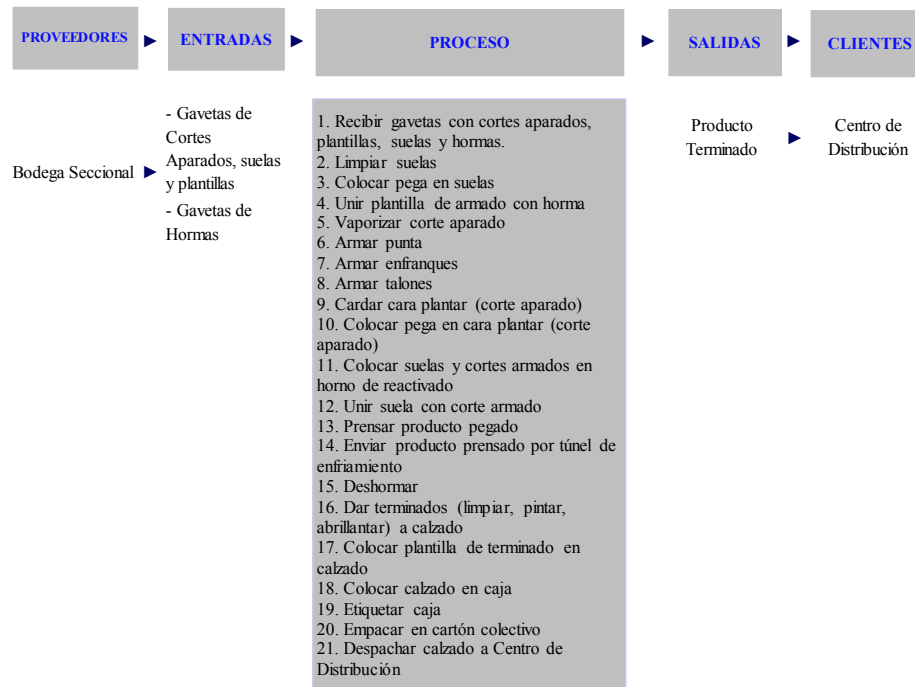 PROVEEDORES ► ENTRADAS ► PROCESO ► SALIDAS ► CLIENTES
Bodega Seccional ►
- Gavetas de
Cortes
Aparados, suelas
y plantillas
- Gavetas de
Hormas
1. Recibir gavetas con cortes aparados,
plantillas, suelas y hormas.
2. Limpiar suelas
3. Colocar pega en suelas
4. Unir plantilla de armado con horma
5. Vaporizar corte aparado
6. Armar punta
7. Armar enfranques
8. Armar talones
9. Cardar cara plantar (corte aparado)
10. Colocar pega en cara plantar (corte
aparado)
11. Colocar suelas y cortes armados en
horno de reactivado
12. Unir suela con corte armado
13. Prensar producto pegado
14. Enviar producto prensado por túnel de
enfriamiento
15. Deshormar
16. Dar terminados (limpiar, pintar,
abrillantar) a calzado
17. Colocar plantilla de terminado en
calzado
18. Colocar calzado en caja
19. Etiquetar caja
20. Empacar en cartón colectivo
21. Despachar calzado a Centro de
Distribución
Producto
Terminado
►
Centro de
Distribución